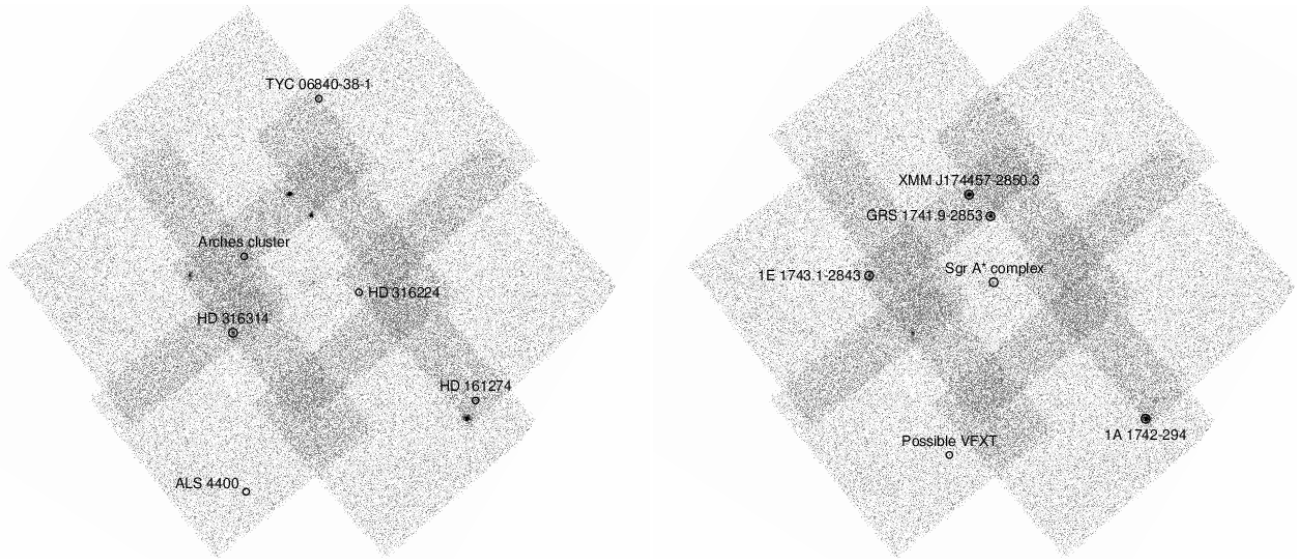 TYC 06840-38-1
Arches cluster
HD 316224
HD 316314
HD 161274
ALS 4400
XMM J174457-2850.3
GRS 1741.9-2853
1E 1743.1-2843
Sgr A* complex
Possible VFXT
1A 1742-294